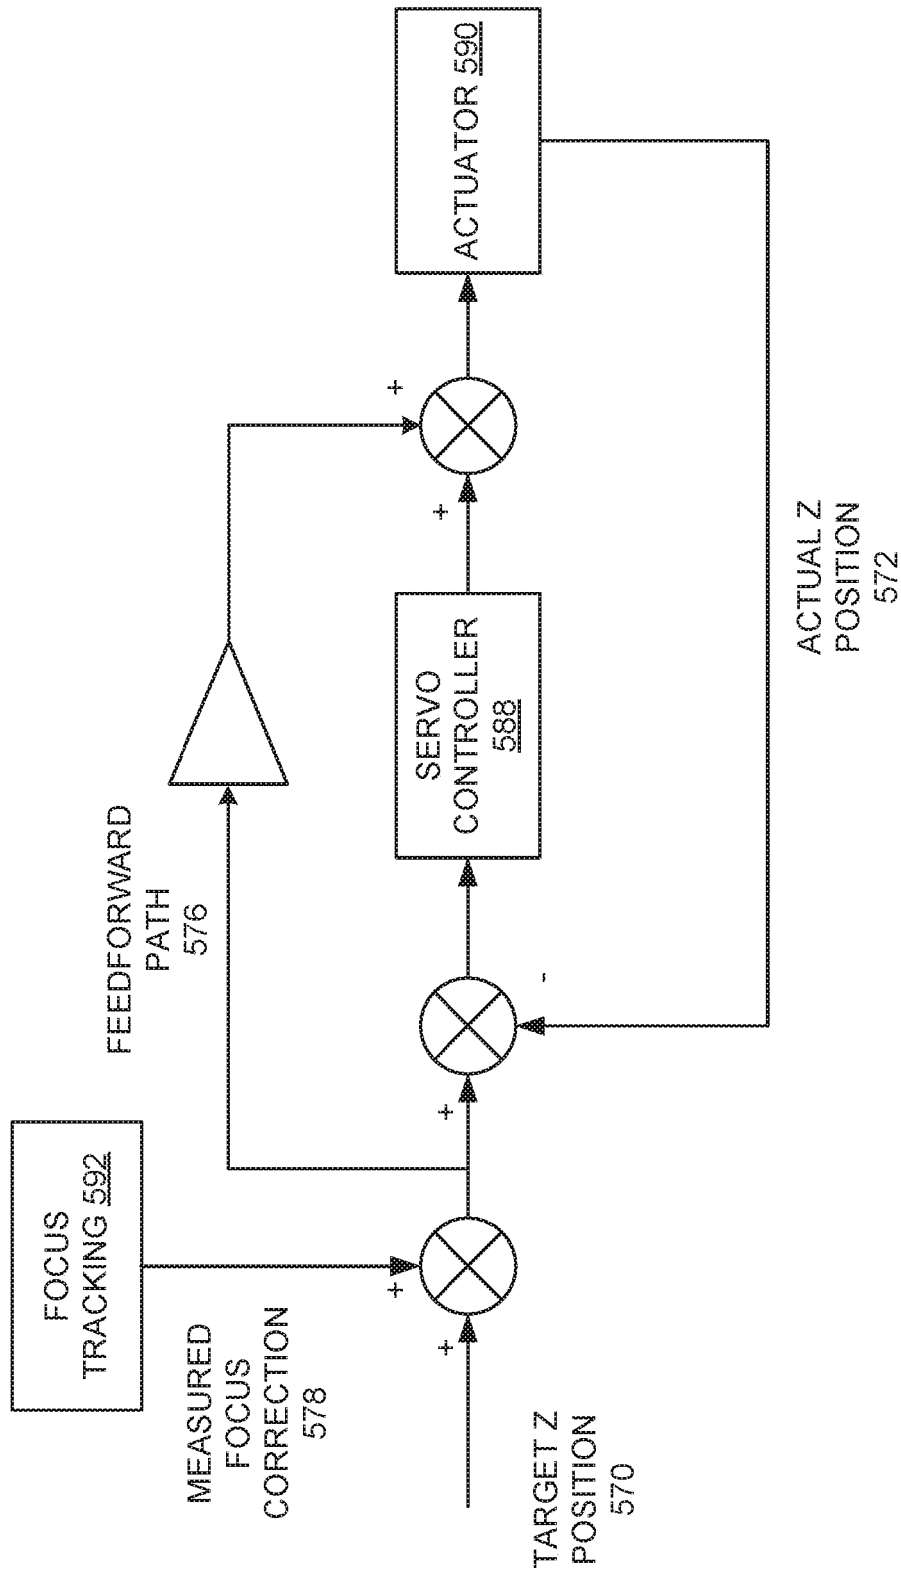 FOCUS
TRACKING 592
MEASURED
FOCUS
CORRECTION
578
TARGET Z
POSITION
570
+
+
FEEDFORWARD
PATH
576
+
-
SERVO
CONTROLLER
588
+
+
ACTUATOR 590
ACTUAL Z
POSITION
572